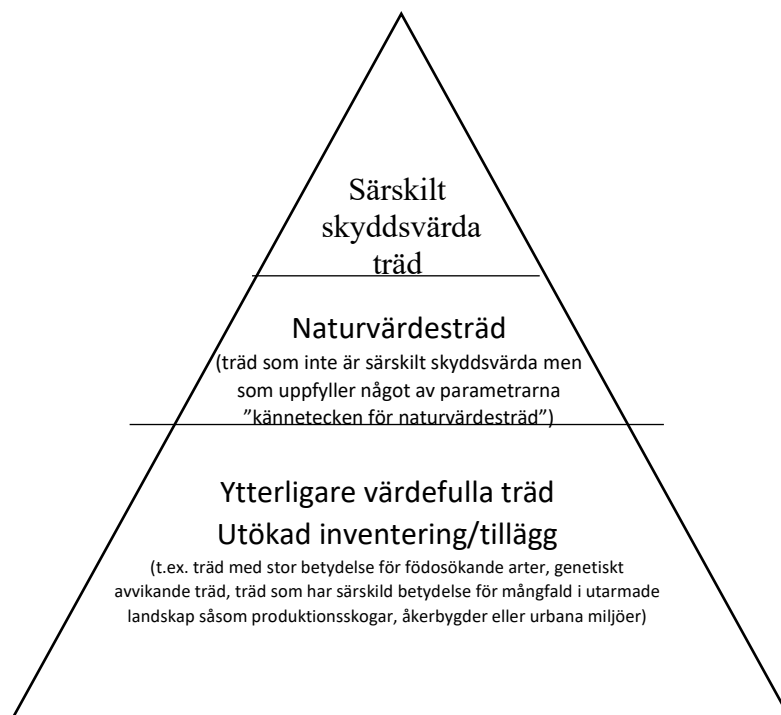 Särskilt
skyddsvärda
träd
Naturvärdesträd
(träd som inte är särskilt skyddsvärda men
som uppfyller något av parametrarna
”kännetecken för naturvärdesträd”)
Ytterligare värdefulla träd
Utökad inventering/tillägg
(t.ex. träd med stor betydelse för födosökande arter, genetiskt
avvikande träd, träd som har särskild betydelse för mångfald i utarmade
landskap såsom produktionsskogar, åkerbygder eller urbana miljöer)